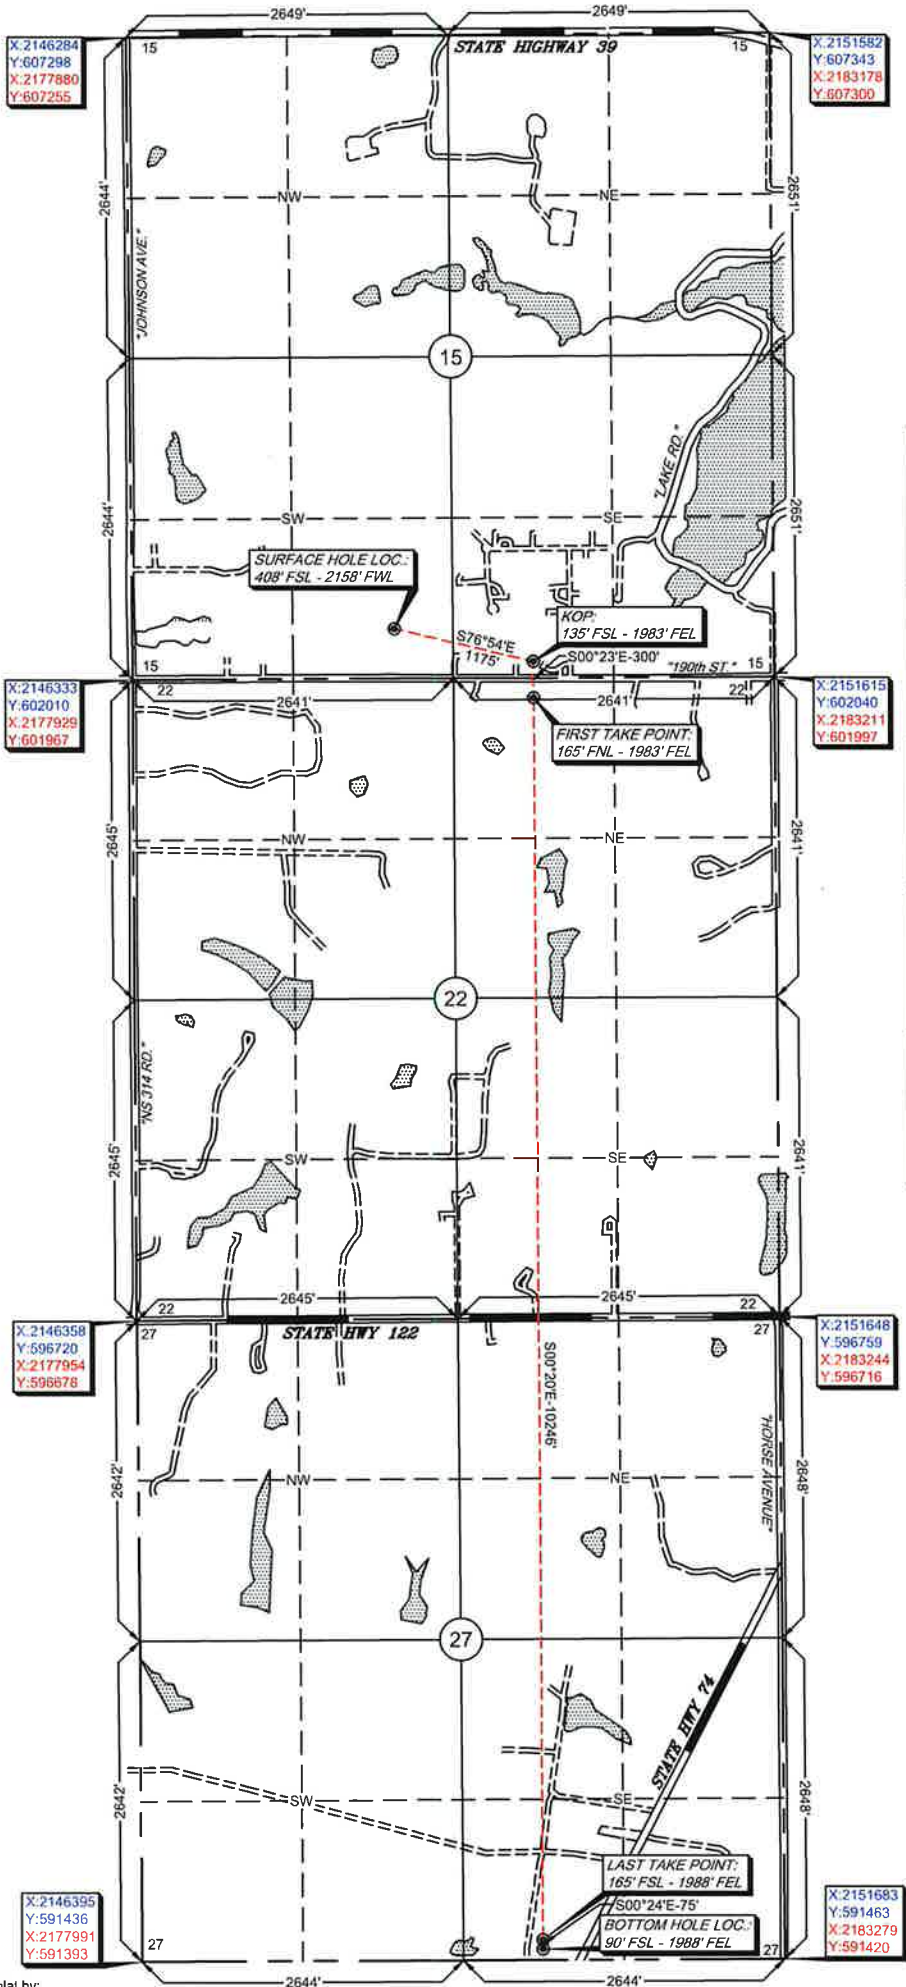 2649'
2649'
X:2146284
Y:607298
X:2177880
Y:607255
15
STATE HIGHWAY 39
15
X:2151582
Y:607343
X:2183178
Y:607300
NW
NE
2644'
2651'
"JOHNSON AVE."
15
2644'
2651'
"LAKE RD."
SW
SE
SURFACE HOLE LOC.:
408' FSL - 2158' FWL
KOP:
135' FSL - 1983' FEL
S76°54'E
1175'
S00°23'E-300'
"190th ST."
15
15
X:2146333
Y:602010
X:2177929
Y:601967
22
2641'
2641'
22
X:2151615
Y:602040
X:2183211
Y:601997
FIRST TAKE POINT:
165' FNL - 1983' FEL
NW
NE
2645'
2641'
22
"NS 314 RD."
2645'
2641'
SW
SE
22
2645'
2645'
22
X:2146358
Y:596720
X:2177954
Y:596678
27
STATE HWY 122
27
X:2151648
Y:596759
X:2183244
Y:596716
S00°20'E-10246'
"HORSE AVENUE"
NW
NE
2642'
2648'
27
STATE HWY 74
2642'
2648'
SW
SE
LAST TAKE POINT:
165' FSL - 1988' FEL
S00°24'E-75'
BOTTOM HOLE LOC.:
90' FSL - 1988' FEL
X:2146395
Y:591436
X:2177991
Y:591393
27
27
X:2151683
Y:591463
X:2183279
Y:591420
2644'
2644'
plat by: